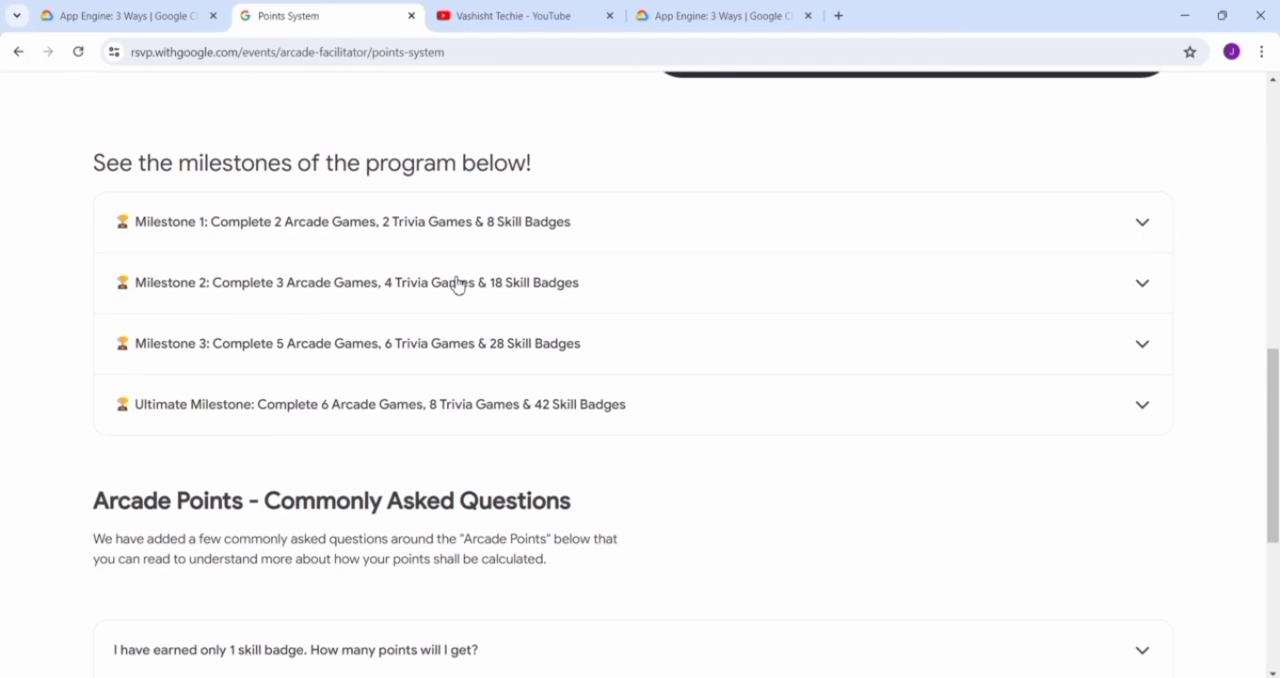 App Engine: 3 Ways | Google C
Points System
Vashisht Techie - YouTube
App Engine: 3 Ways | Google C
rsvp.withgoogle.com/events/arcade-facilitator/points-system
J
See the milestones of the program below!
Milestone 1: Complete 2 Arcade Games, 2 Trivia Games & 8 Skill Badges
Milestone 2: Complete 3 Arcade Games, 4 Trivia Games & 18 Skill Badges
Milestone 3: Complete 5 Arcade Games, 6 Trivia Games & 28 Skill Badges
Ultimate Milestone: Complete 6 Arcade Games, 8 Trivia Games & 42 Skill Badges
Arcade Points - Commonly Asked Questions
We have added a few commonly asked questions around the "Arcade Points" below that
you can read to understand more about how your points shall be calculated.
I have earned only 1 skill badge. How many points will I get?